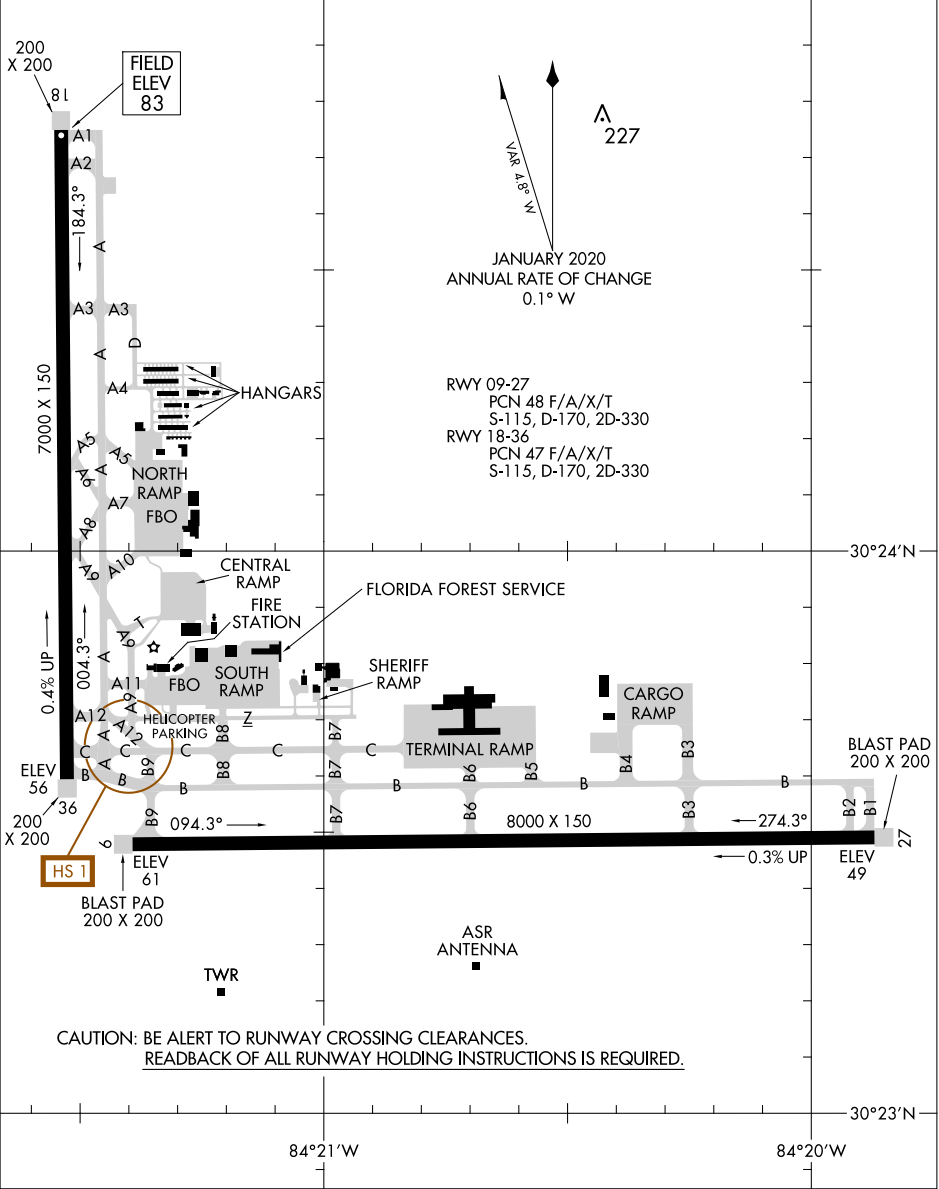 200
X 200
FIELD
ELEV
83
18
A1
A2
184.3°
A
A3
A3
D
A
A4
HANGARS
7000 X 150
A5
A5
A6
A
NORTH
RAMP
FBO
A7
A8
A9
A10
CENTRAL
RAMP
FIRE
STATION
FLORIDA FOREST SERVICE
A9
T
0.4% UP
004.3°
A
A11
FBO
SOUTH
RAMP
SHERIFF
RAMP
A9
A12
A12
HELICOPTER
PARKING
Z
B8
B7
A
C
C
C
C
C
TERMINAL RAMP
CARGO
RAMP
A
B
B
B9
B
B8
B7
B6
B5
B
B4
B3
B
BLAST PAD
200 X 200
ELEV
56
36
200
X 200
B9
094.3°
B7
B6
8000 X 150
B3
274.3°
B2
B1
9
27
HS 1
ELEV
61
0.3% UP
ELEV
49
BLAST PAD
200 X 200
VAR 4.8° W
227
JANUARY 2020
ANNUAL RATE OF CHANGE
0.1° W
RWY 09-27
PCN 48 F/A/X/T
S-115, D-170, 2D-330
RWY 18-36
PCN 47 F/A/X/T
S-115, D-170, 2D-330
30°24'N
ASR
ANTENNA
TWR
CAUTION: BE ALERT TO RUNWAY CROSSING CLEARANCES.
READBACK OF ALL RUNWAY HOLDING INSTRUCTIONS IS REQUIRED.
30°23'N
84°21'W
84°20'W